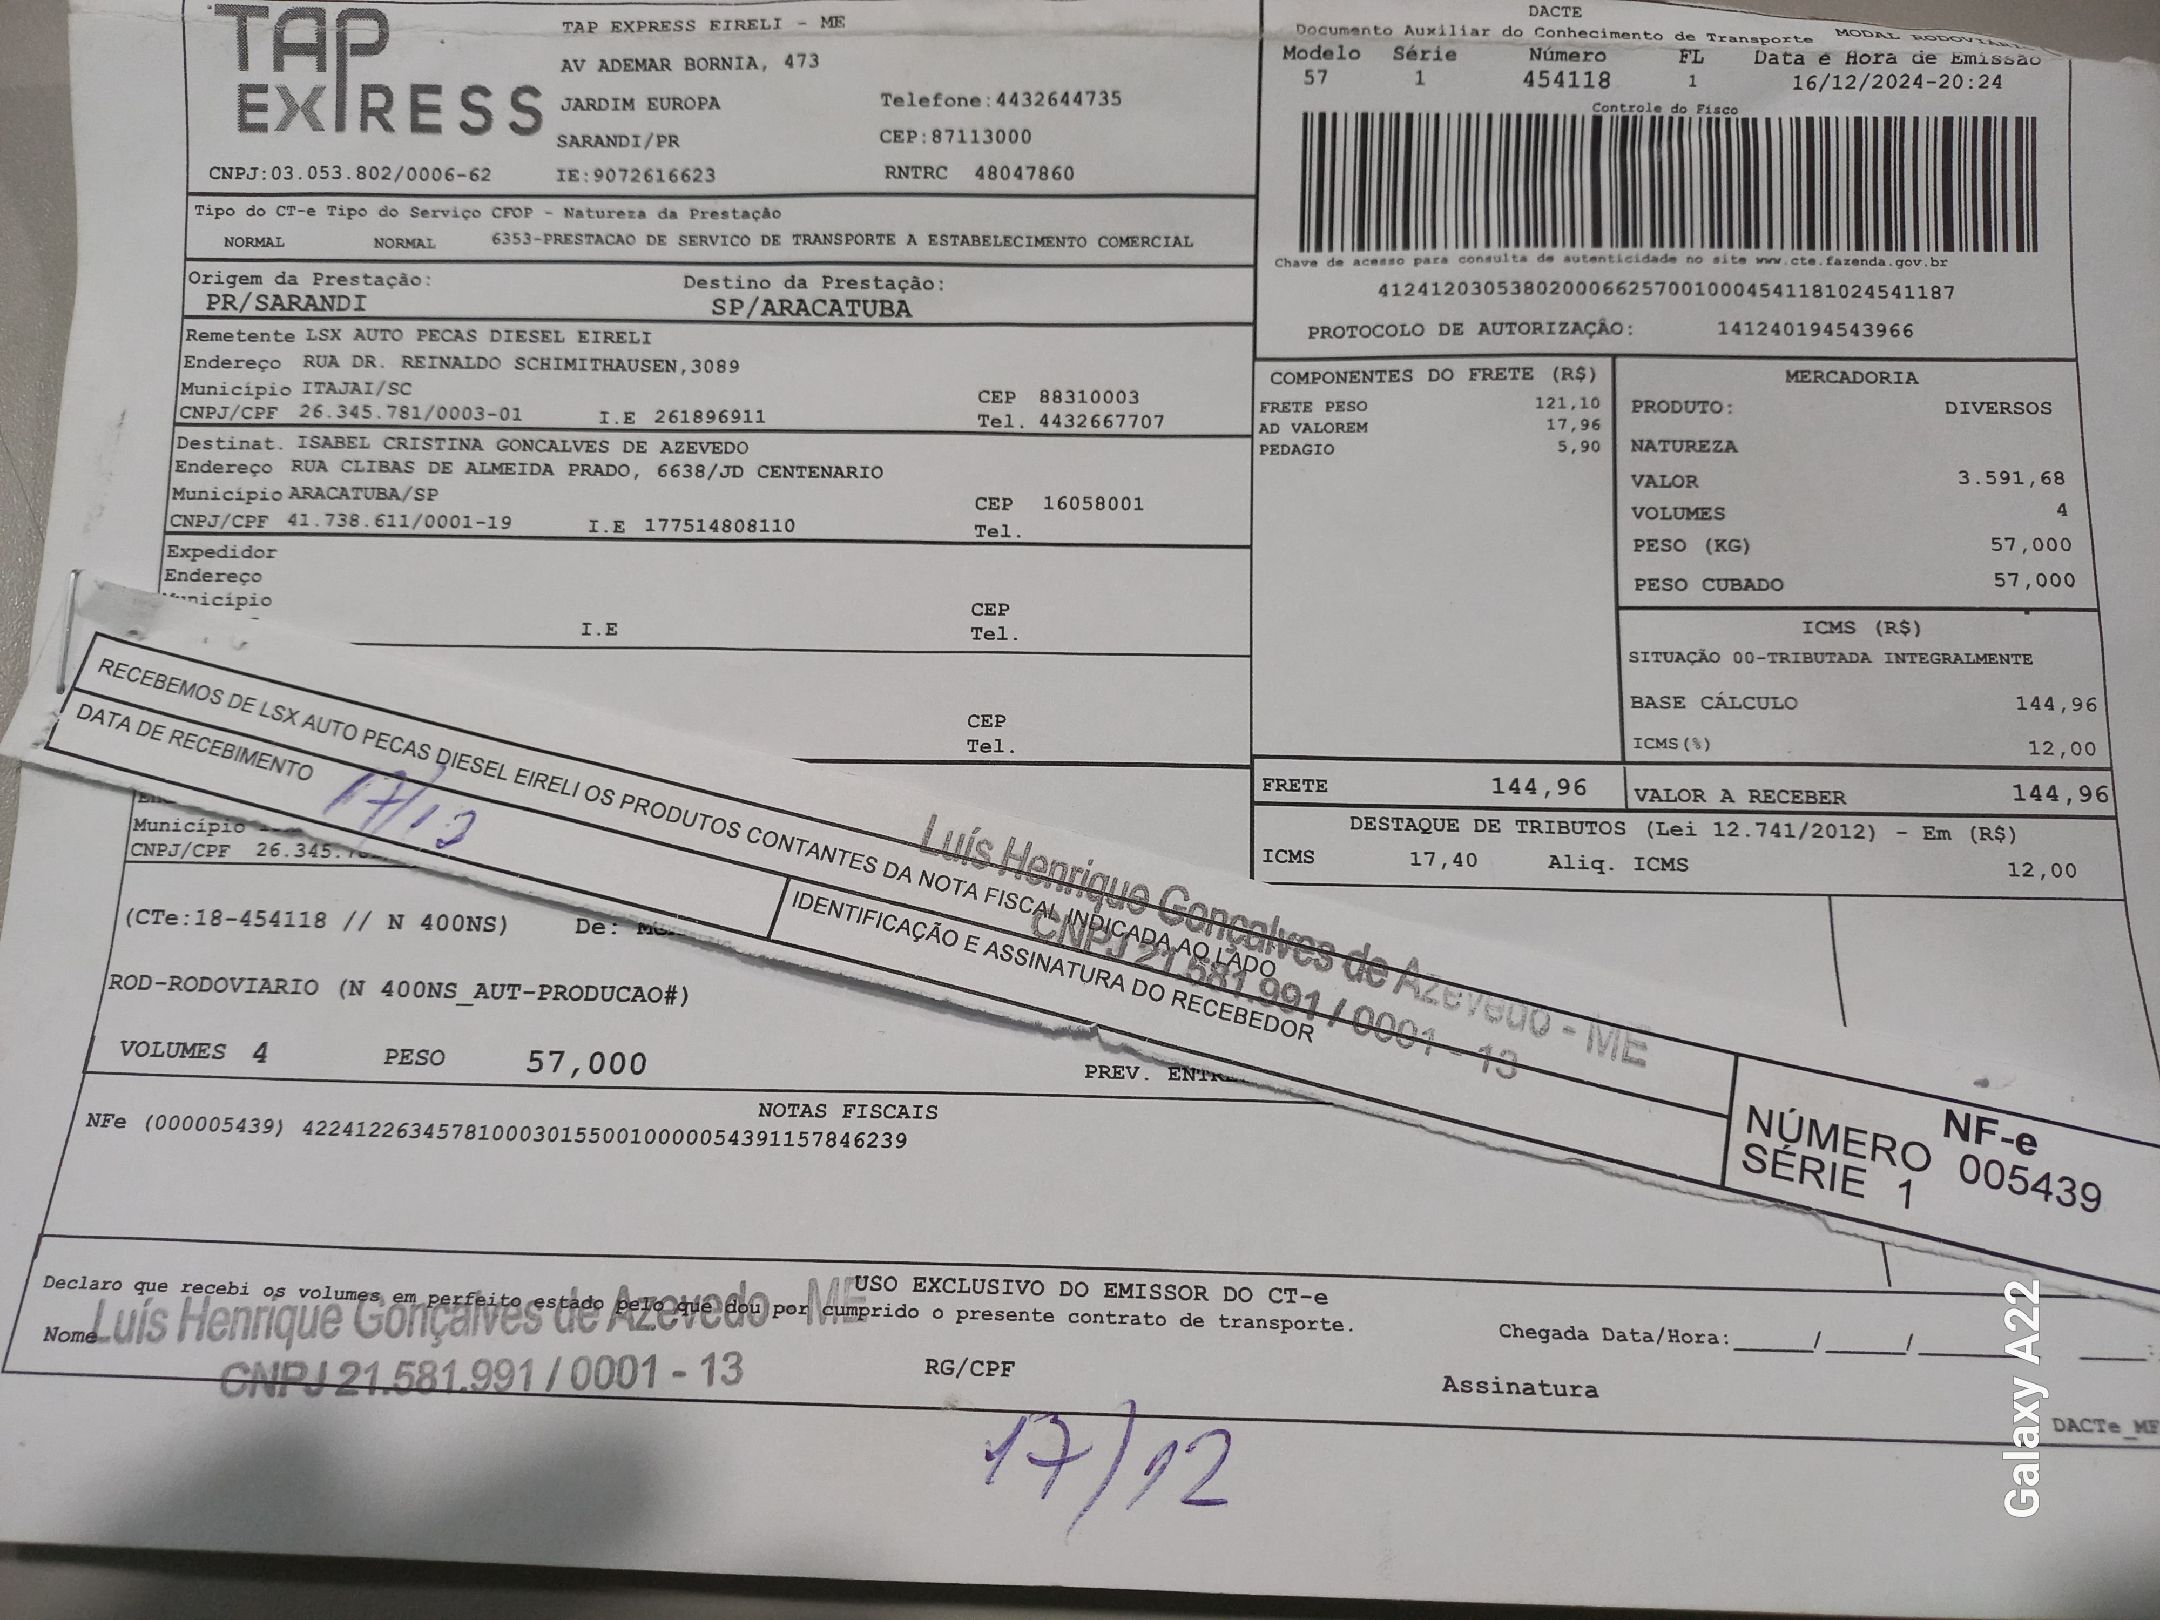 TAP EXPRESS
TAP EXPRESS EIRELI - ME
AV ADEMAR BORNIA, 473
JARDIM EUROPA Telefone:4432644735
SARANDI/PR CEP:87113000
CNPJ:03.053.802/0006-62 IE:9072616623 RNTRC 48047860
DACTE
Documento Auxiliar do Conhecimento de Transporte MODAL RODOVIARIO
Modelo Série Número FL Data e Hora de Emissão
57 1 454118 1 16/12/2024-20:24
Controle do Fisco
Chave de acesso para consulta de autenticidade no site www.cte.fazenda.gov.br
41241203053802000662570010004541181024541187
PROTOCOLO DE AUTORIZAÇÃO: 141240194543966
Tipo do CT-e Tipo do Serviço CFOP - Natureza da Prestação
NORMAL NORMAL 6353-PRESTACAO DE SERVICO DE TRANSPORTE A ESTABELECIMENTO COMERCIAL
Origem da Prestação: Destino da Prestação:
PR/SARANDI SP/ARACATUBA
Remetente LSX AUTO PECAS DIESEL EIRELI
Endereço RUA DR. REINALDO SCHIMITHAUSEN,3089
Município ITAJAI/SC CEP 88310003
CNPJ/CPF 26.345.781/0003-01 I.E 261896911 Tel. 4432667707
Destinat. ISABEL CRISTINA GONCALVES DE AZEVEDO
Endereço RUA CLIBAS DE ALMEIDA PRADO, 6638/JD CENTENARIO
Município ARACATUBA/SP CEP 16058001
CNPJ/CPF 41.738.611/0001-19 I.E 177514808110 Tel.
Expedidor
Endereço
Município CEP
I.E Tel.
CEP
Tel.
COMPONENTES DO FRETE (R$)
FRETE PESO 121,10
AD VALOREM 17,96
PEDAGIO 5,90
MERCADORIA
PRODUTO: DIVERSOS
NATUREZA
VALOR 3.591,68
VOLUMES 4
PESO (KG) 57,000
PESO CUBADO 57,000
ICMS (R$)
SITUAÇÃO 00-TRIBUTADA INTEGRALMENTE
BASE CÁLCULO 144,96
ICMS(%) 12,00
FRETE 144,96 VALOR A RECEBER 144,96
DESTAQUE DE TRIBUTOS (Lei 12.741/2012) - Em (R$)
ICMS 17,40 Aliq. ICMS 12,00
RECEBEMOS DE LSX AUTO PECAS DIESEL EIRELI OS PRODUTOS CONTANTES DA NOTA FISCAL INDICADA AO LADO
DATA DE RECEBIMENTO 17/12
IDENTIFICAÇÃO E ASSINATURA DO RECEBEDOR
Luís Henrique Gonçalves de Azevedo - ME
CNPJ 21.581.991 / 0001 - 13
NF-e
NÚMERO 005439
SÉRIE 1
Município
CNPJ/CPF 26.345.
(CTe:18-454118 // N 400NS) De:
ROD-RODOVIARIO (N 400NS_AUT-PRODUCAO#)
VOLUMES 4 PESO 57,000 PREV.
NOTAS FISCAIS
NFe (000005439) 42241226345781000301550010000054391157846239
USO EXCLUSIVO DO EMISSOR DO CT-e
Declaro que recebi os volumes em perfeito estado pelo que dou por cumprido o presente contrato de transporte.
Nome Luís Henrique Gonçalves de Azevedo - ME
CNPJ 21.581.991 / 0001 - 13
RG/CPF
Chegada Data/Hora:_____/_____/_____
Assinatura
17/12
Galaxy A22